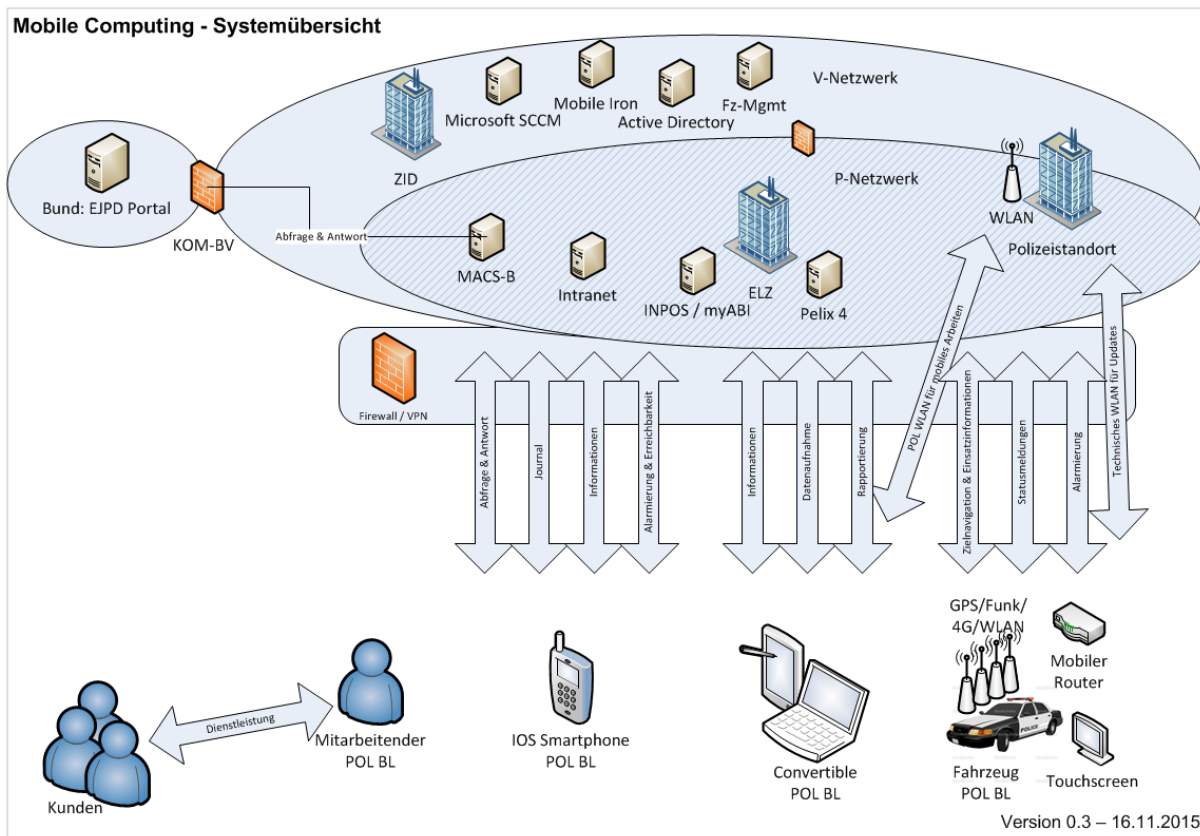 Mobile Computing - Systemübersicht
V-Netzwerk
Mobile Iron
Fz-Mgmt
Microsoft SCCM
Active Directory
ZID
P-Netzwerk
Bund: EJPD Portal
KOM-BV
Abfrage & Antwort
WLAN
Polizeistandort
MACS-B
Intranet
INPOS / myABI
ELZ
Pelix 4
Firewall / VPN
Abfrage & Antwort
Journal
Informationen
Alarmierung & Erreichbarkeit
Informationen
Datenaufnahme
Rapportierung
POL WLAN für mobiles Arbeiten
Zielnavigation & Einsatzinformationen
Statusmeldungen
Alarmierung
Technisches WLAN für Updates
GPS/Funk/
4G/WLAN
Mobiler
Router
Dienstleistung
Kunden
Mitarbeitender
POL BL
IOS Smartphone
POL BL
Convertible
POL BL
POLICE
Fahrzeug
POL BL
Touchscreen
Version 0.3 – 16.11.2015